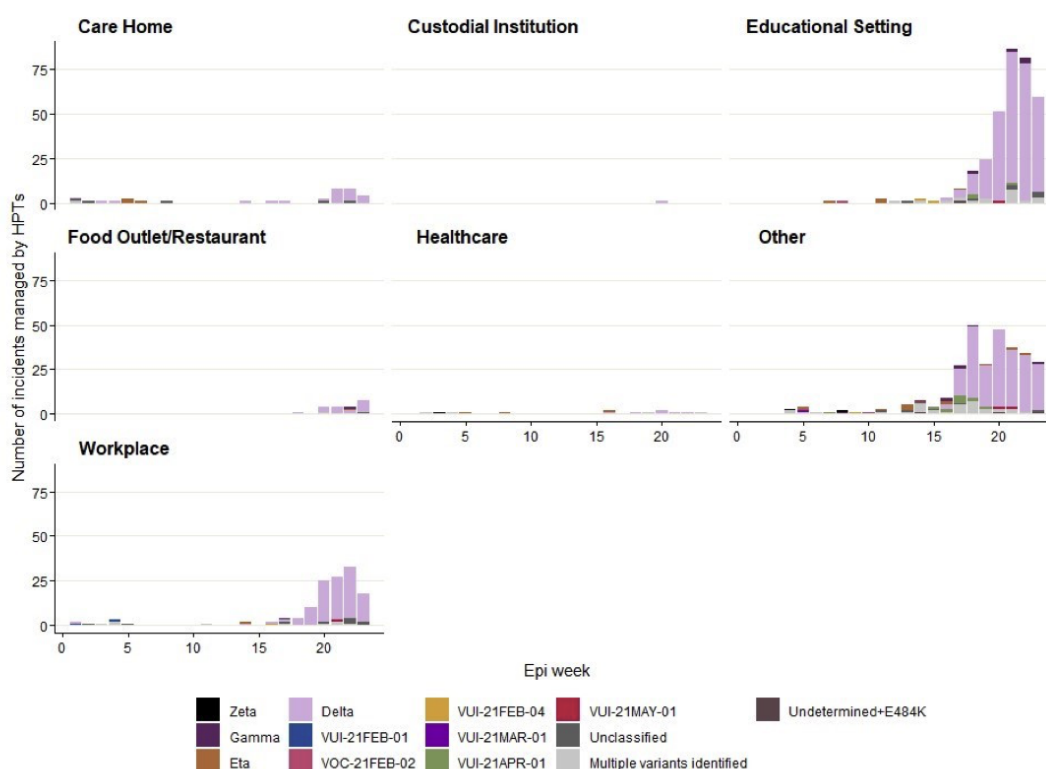 Care Home Custodial Institution Educational Setting
75
50
25
0
Food Outlet/Restaurant Healthcare Other
75
50
25
0
0 5 10 15 20 0 5 10 15 20
Workplace
75
50
25
0
0 5 10 15 20
Number of incidents managed by HPTs
Epi week
Zeta Delta VUI-21FEB-04 VUI-21MAY-01 Undetermined+E484K
Gamma VUI-21FEB-01 VUI-21MAR-01 Unclassified
Eta VOC-21FEB-02 VUI-21APR-01 Multiple variants identified